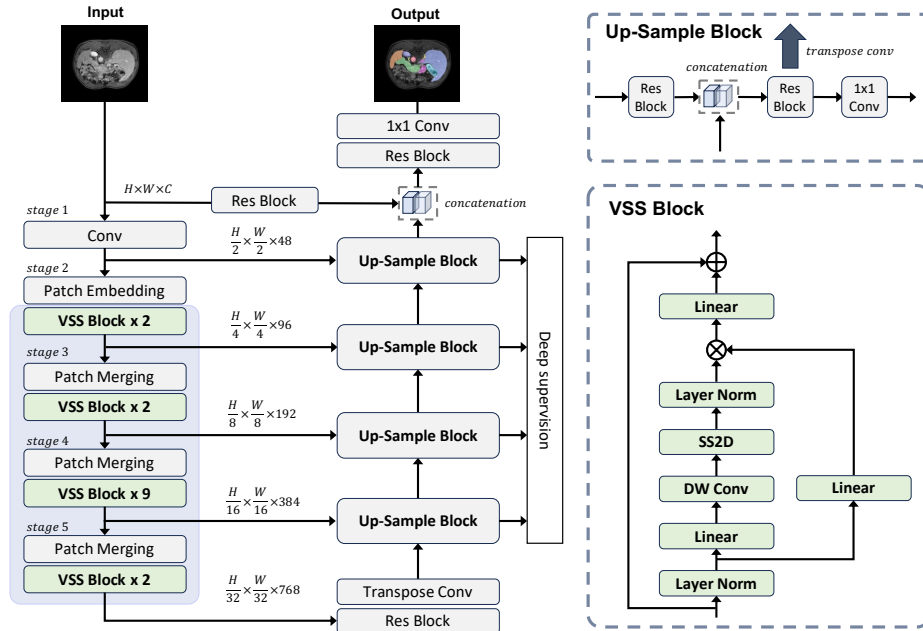 Input
Output
1x1 Conv
Res Block
H×W×C
Res Block
concatenation
stage 1
Conv
H/2 × W/2 ×48
Up-Sample Block
stage 2
Patch Embedding
VSS Block x 2
H/4 × W/4 ×96
Up-Sample Block
stage 3
Patch Merging
VSS Block x 2
H/8 × W/8 ×192
Up-Sample Block
stage 4
Patch Merging
VSS Block x 9
H/16 × W/16 ×384
Up-Sample Block
stage 5
Patch Merging
VSS Block x 2
H/32 × W/32 ×768
Transpose Conv
Res Block
Deep supervision
Up-Sample Block
transpose conv
concatenation
Res
Block
Res
Block
1x1
Conv
VSS Block
Linear
Layer Norm
SS2D
DW Conv
Linear
Linear
Layer Norm